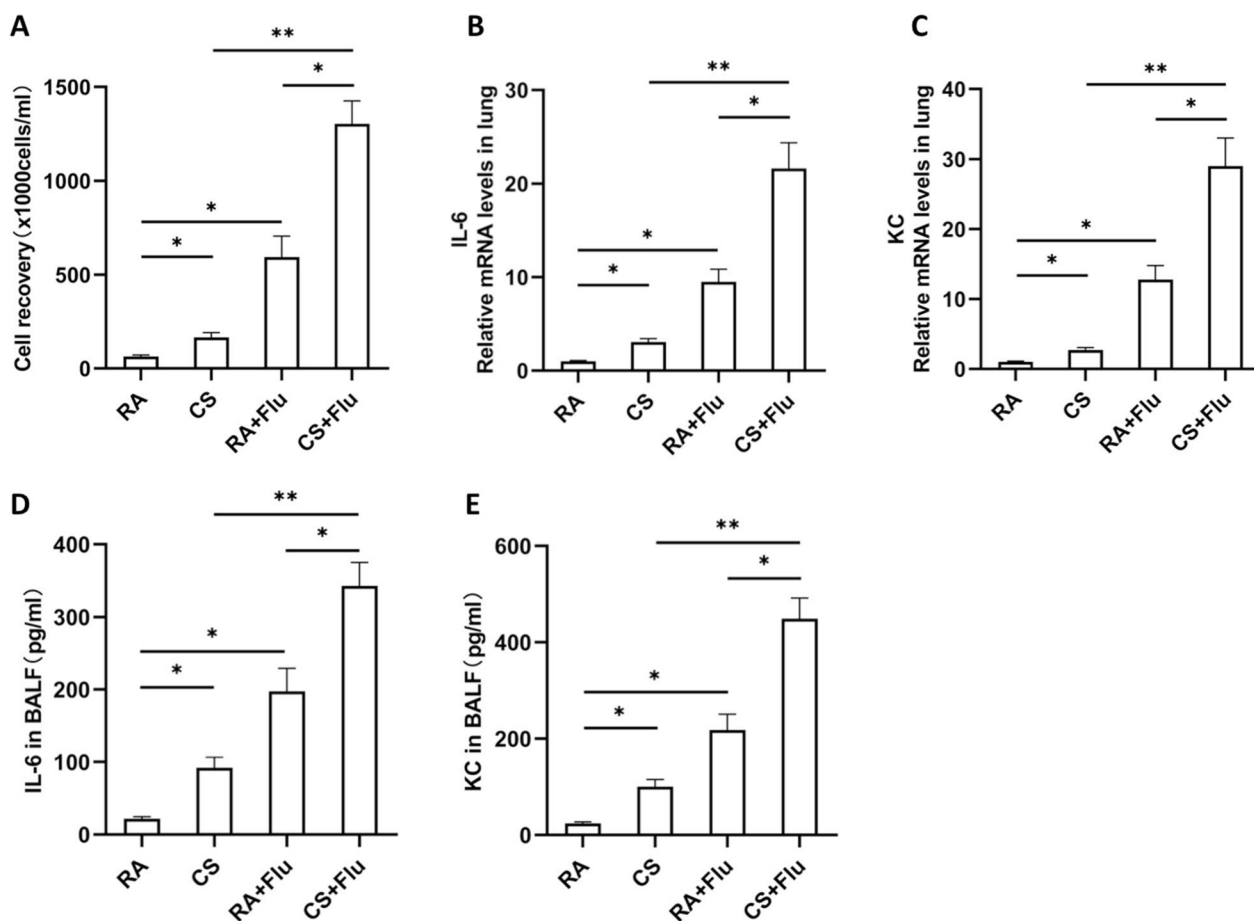 A
Cell recovery(x1000cells/ml)
1500
1000
500
0
**
*
*
*
RA
CS
RA+Flu
CS+Flu
B
IL-6
Relative mRNA levels in lung
30
20
10
0
**
*
*
*
RA
CS
RA+Flu
CS+Flu
C
KC
Relative mRNA levels in lung
40
30
20
10
0
**
*
*
*
RA
CS
RA+Flu
CS+Flu
D
IL-6 in BALF(pg/ml)
400
300
200
100
0
**
*
*
*
RA
CS
RA+Flu
CS+Flu
E
KC in BALF(pg/ml)
600
400
200
0
**
*
*
*
RA
CS
RA+Flu
CS+Flu